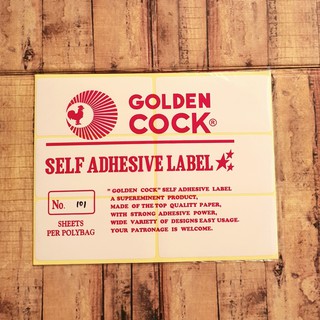 GOLDEN
COCK®
SELF ADHESIVE LABEL
No. 101
SHEETS
PER POLYBAG
"GOLDEN COCK" SELF ADHESIVE LABEL
A SUPEREMINENT PRODUCT,
MADE OF THE TOP QUALITY PAPER,
WITH STRONG ADHESIVE POWER,
WIDE VARIETY OF DESIGNS EASY USAGE.
YOUR PATRONAGE IS WELCOME.